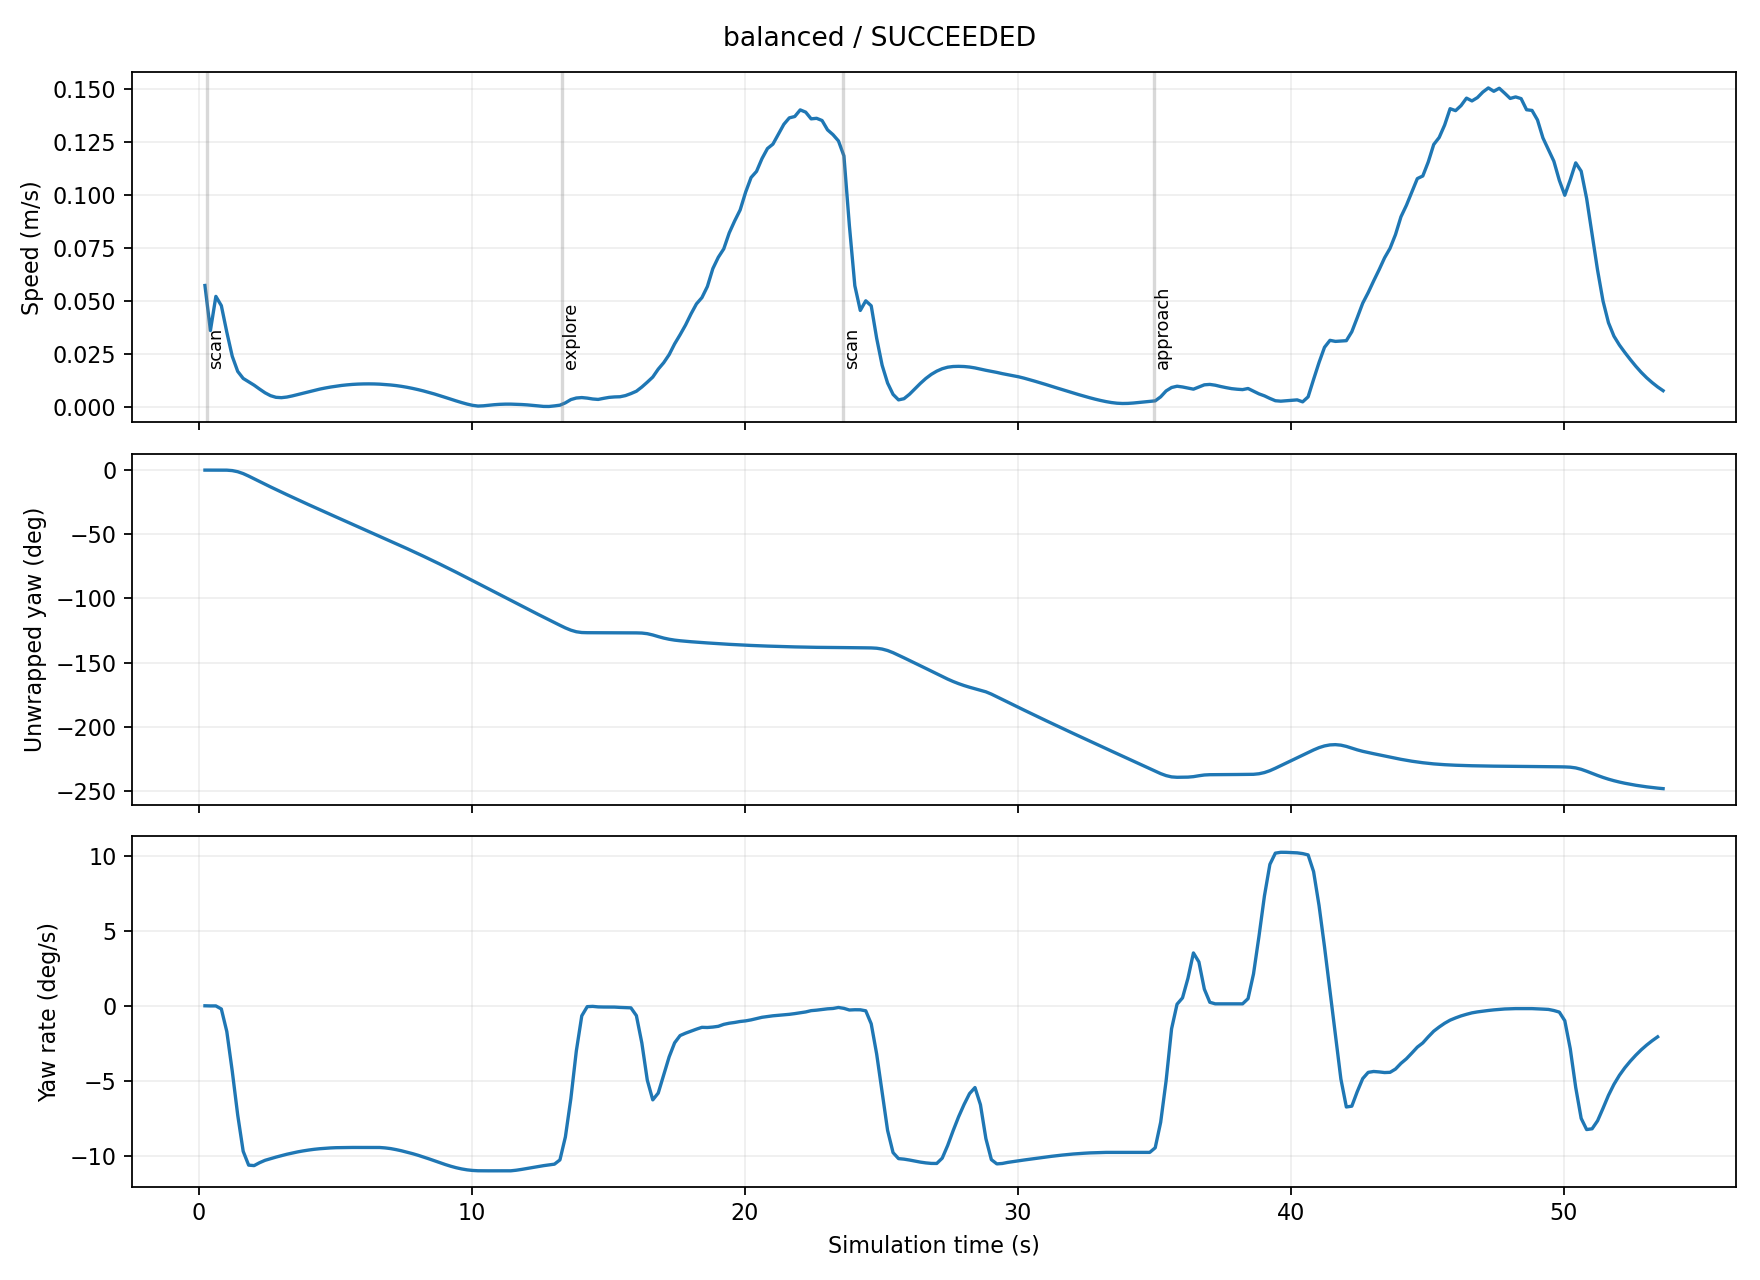 balanced / SUCCEEDED
Speed (m/s)
0.150
0.125
0.100
0.075
0.050
0.025
0.000
scan
explore
scan
approach
Unwrapped yaw (deg)
0
−50
−100
−150
−200
−250
Yaw rate (deg/s)
10
5
0
−5
−10
0 10 20 30 40 50
Simulation time (s)